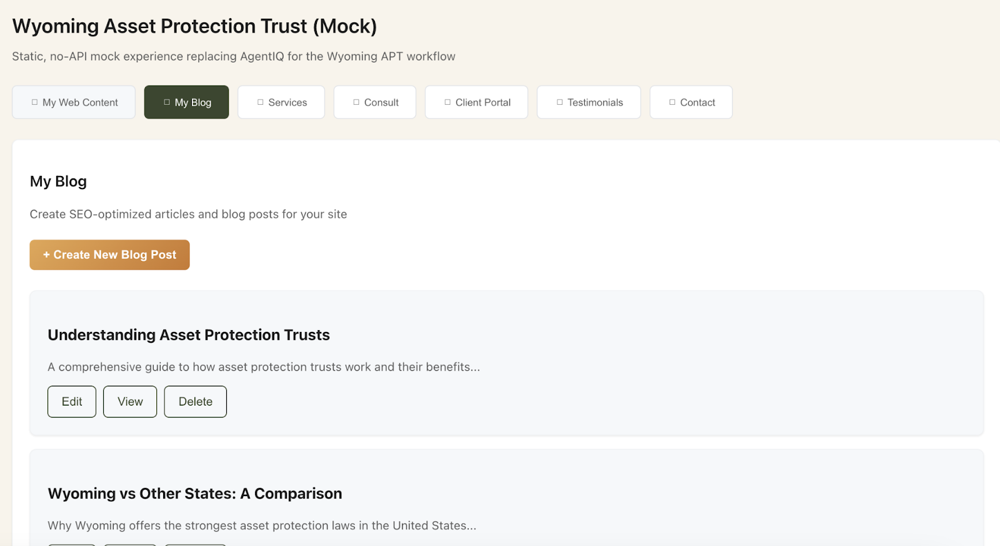 Wyoming Asset Protection Trust (Mock)
Static, no-API mock experience replacing AgentIQ for the Wyoming APT workflow
My Web Content
My Blog
Services
Consult
Client Portal
Testimonials
Contact
My Blog
Create SEO-optimized articles and blog posts for your site
+ Create New Blog Post
Understanding Asset Protection Trusts
A comprehensive guide to how asset protection trusts work and their benefits...
Edit
View
Delete
Wyoming vs Other States: A Comparison
Why Wyoming offers the strongest asset protection laws in the United States...